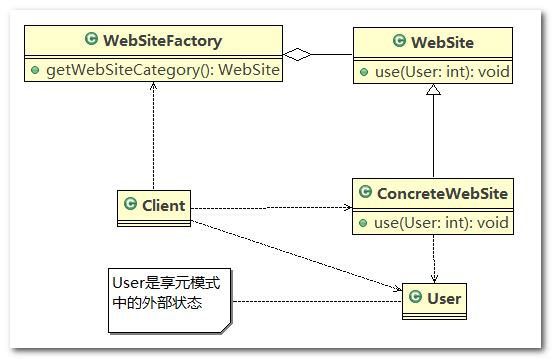 WebSiteFactory
getWebSiteCategory(): WebSite
WebSite
use(User: int): void
Client
ConcreteWebSite
use(User: int): void
User是享元模式
中的外部状态
User